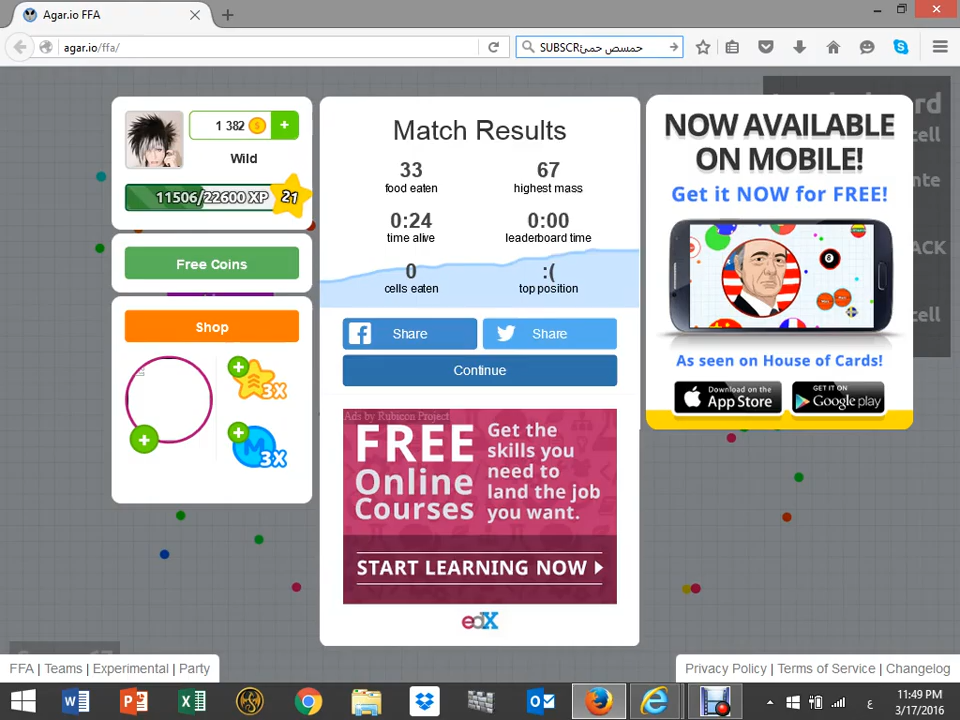 Agar.io FFA
agar.io/ffa/
SUBSCR حمسص حمئ
1 382
Wild
11506/22600 XP
21
Free Coins
Shop
3X
M 3X
Match Results
33
food eaten
67
highest mass
0:24
time alive
0:00
leaderboard time
0
cells eaten
:(
top position
Share
Share
Continue
Ads by Rubicon Project
FREE
Online
Courses
Get the
skills you
need to
land the job
you want.
START LEARNING NOW
edX
NOW AVAILABLE
ON MOBILE!
Get it NOW for FREE!
8
As seen on House of Cards!
Download on the
App Store
GET IT ON
Google play
FFA | Teams | Experimental | Party
Privacy Policy | Terms of Service | Changelog
ع
11:49 PM
3/17/2016